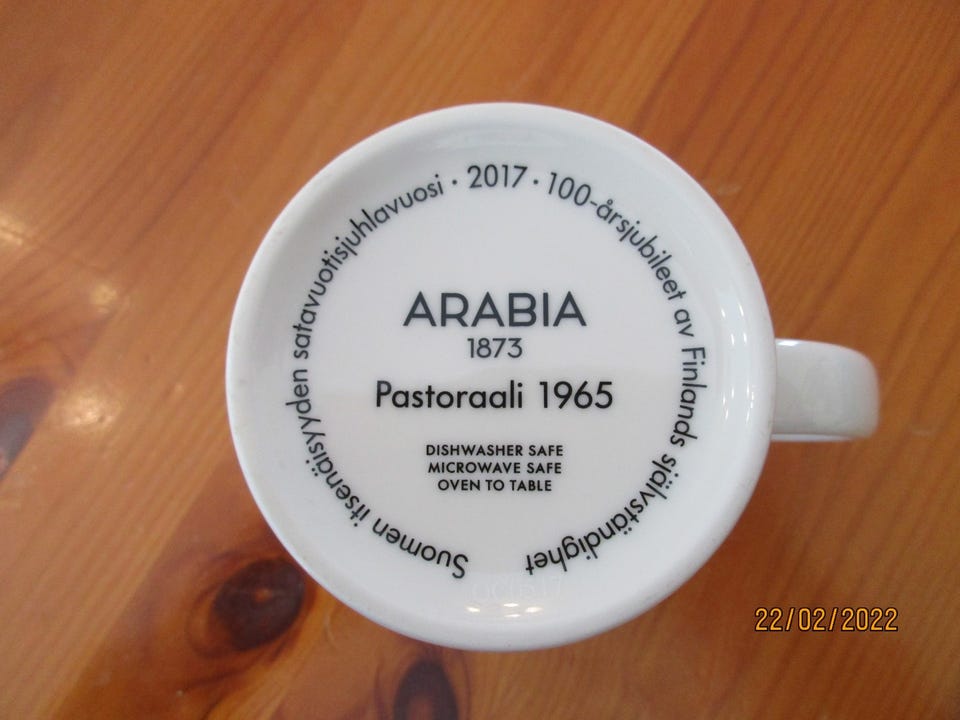 Suomen itsenäisyyden satavuotisjuhlavuosi · 2017 · 100-årsjubileet av Finlands självständighet
ARABIA
1873
Pastoraali 1965
DISHWASHER SAFE
MICROWAVE SAFE
OVEN TO TABLE
22/02/2022